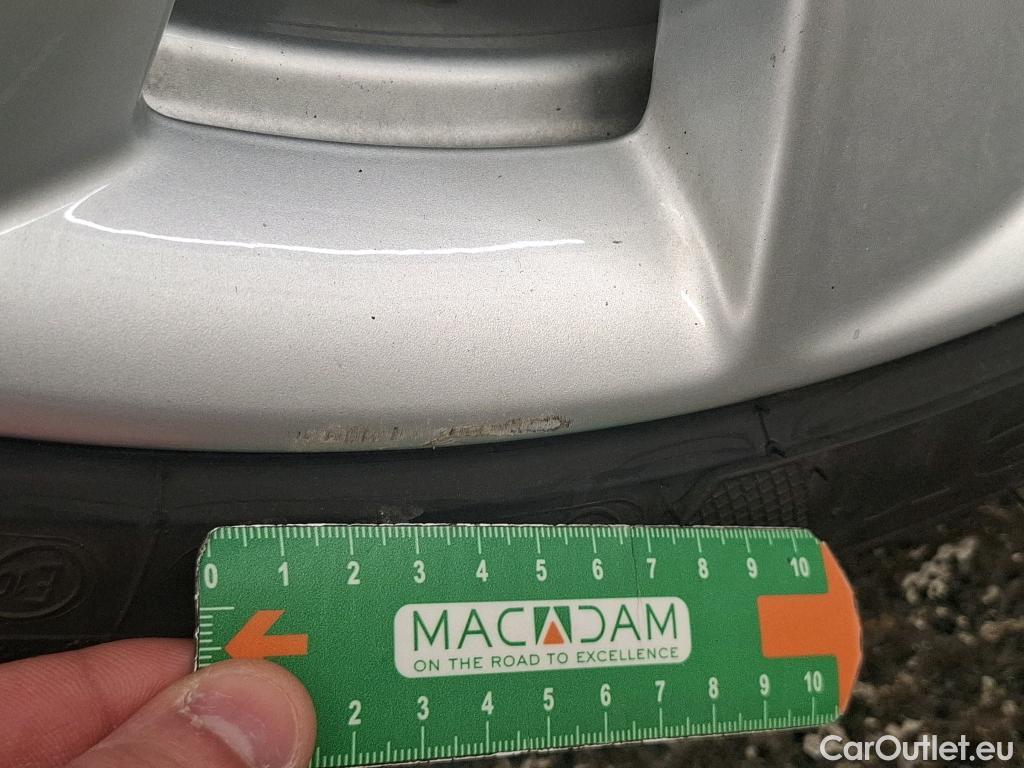 0 1 2 3 4 5 6 7 8 9 10
MACADAM
ON THE ROAD TO EXCELLENCE
2 3 4 5 6 7 8 9 10
CarOutlet.eu